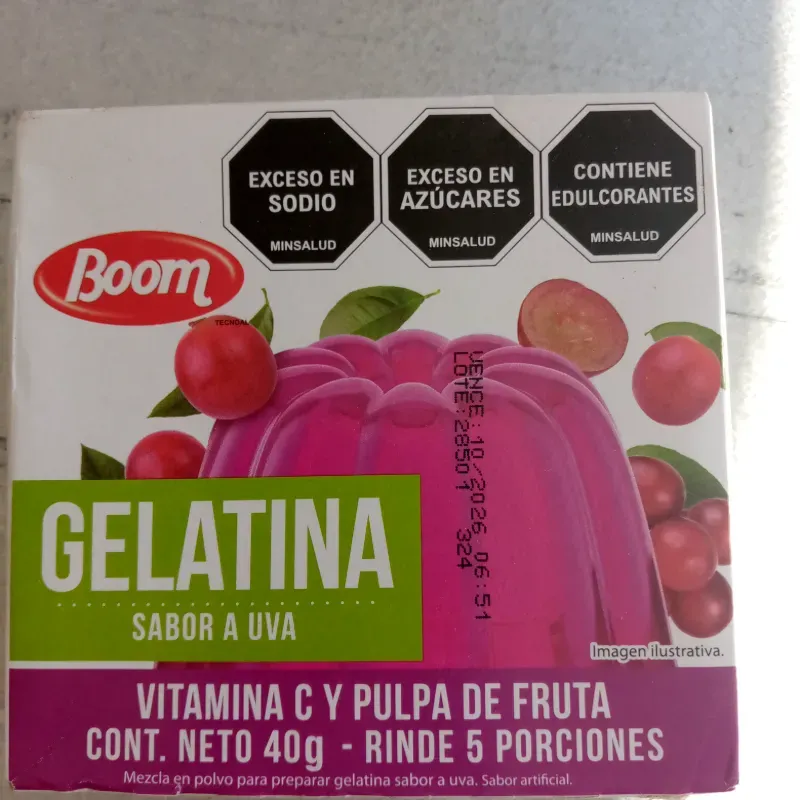 EXCESO EN
SODIO
MINSALUD
EXCESO EN
AZÚCARES
MINSALUD
CONTIENE
EDULCORANTES
MINSALUD
Boom
TECNDAL
VENCE:10/2026 06:51
LOTE:28501 324
GELATINA
SABOR A UVA
Imagen ilustrativa.
VITAMINA C Y PULPA DE FRUTA
CONT. NETO 40g - RINDE 5 PORCIONES
Mezcla en polvo para preparar gelatina sabor a uva. Sabor artificial.